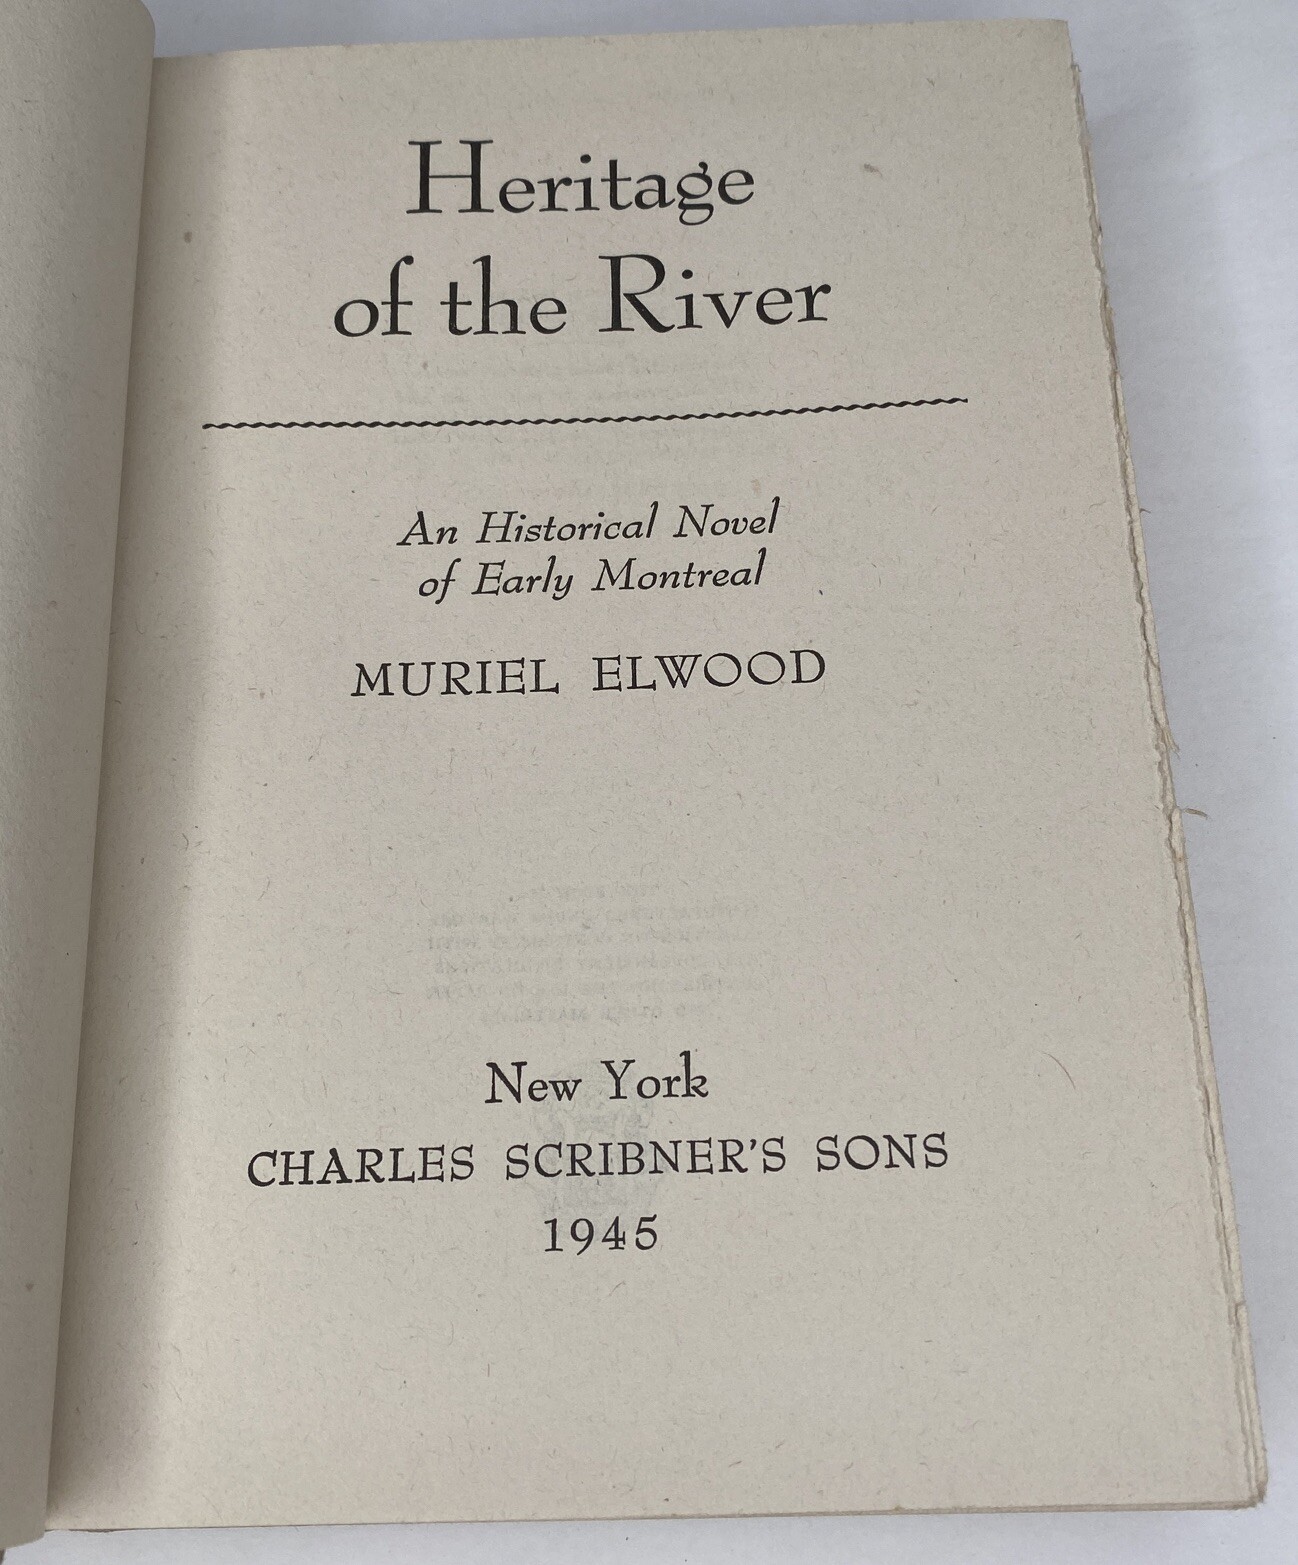 Heritage
of the River
An Historical Novel
of Early Montreal
MURIEL ELWOOD
New York
CHARLES SCRIBNER'S SONS
1945